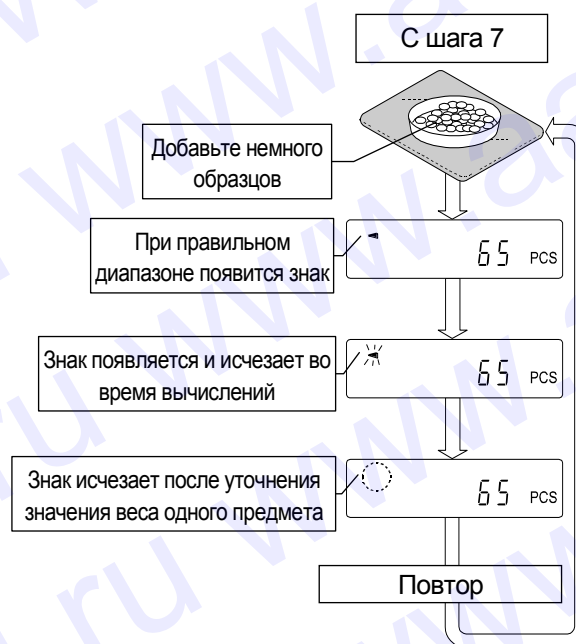 С шага 7
Добавьте немного
образцов
При правильном
диапазоне появится знак
65 PCS
Знак появляется и исчезает во
время вычислений
65 PCS
Знак исчезает после уточнения
значения веса одного предмета
65 PCS
Повтор